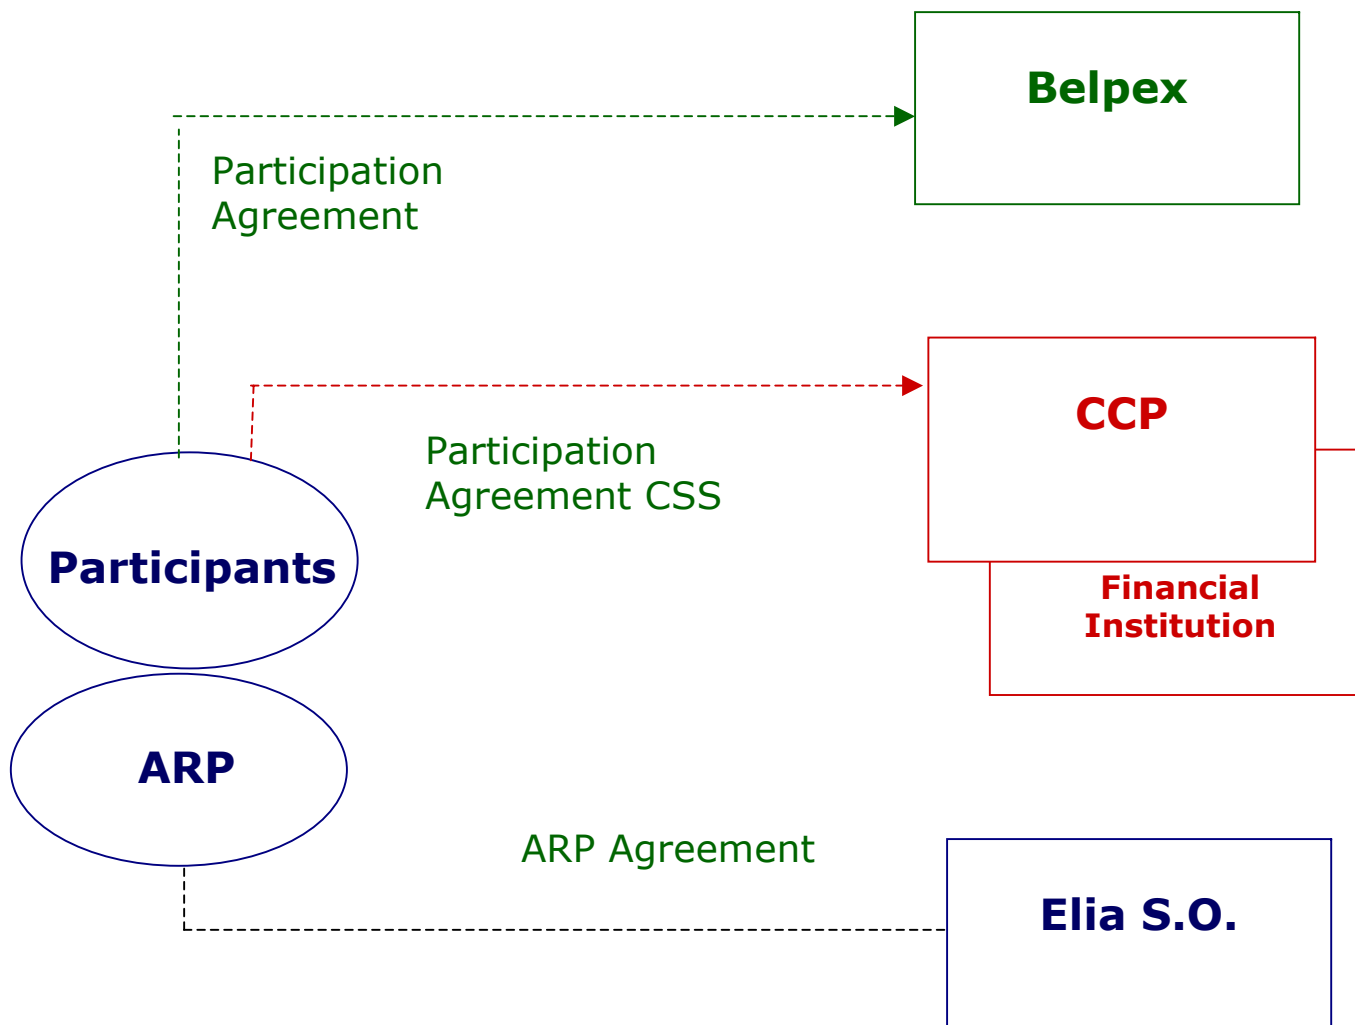 Belpex
Participation
Agreement
CCP
Participation
Agreement CSS
Participants
Financial
Institution
ARP
ARP Agreement
Elia S.O.